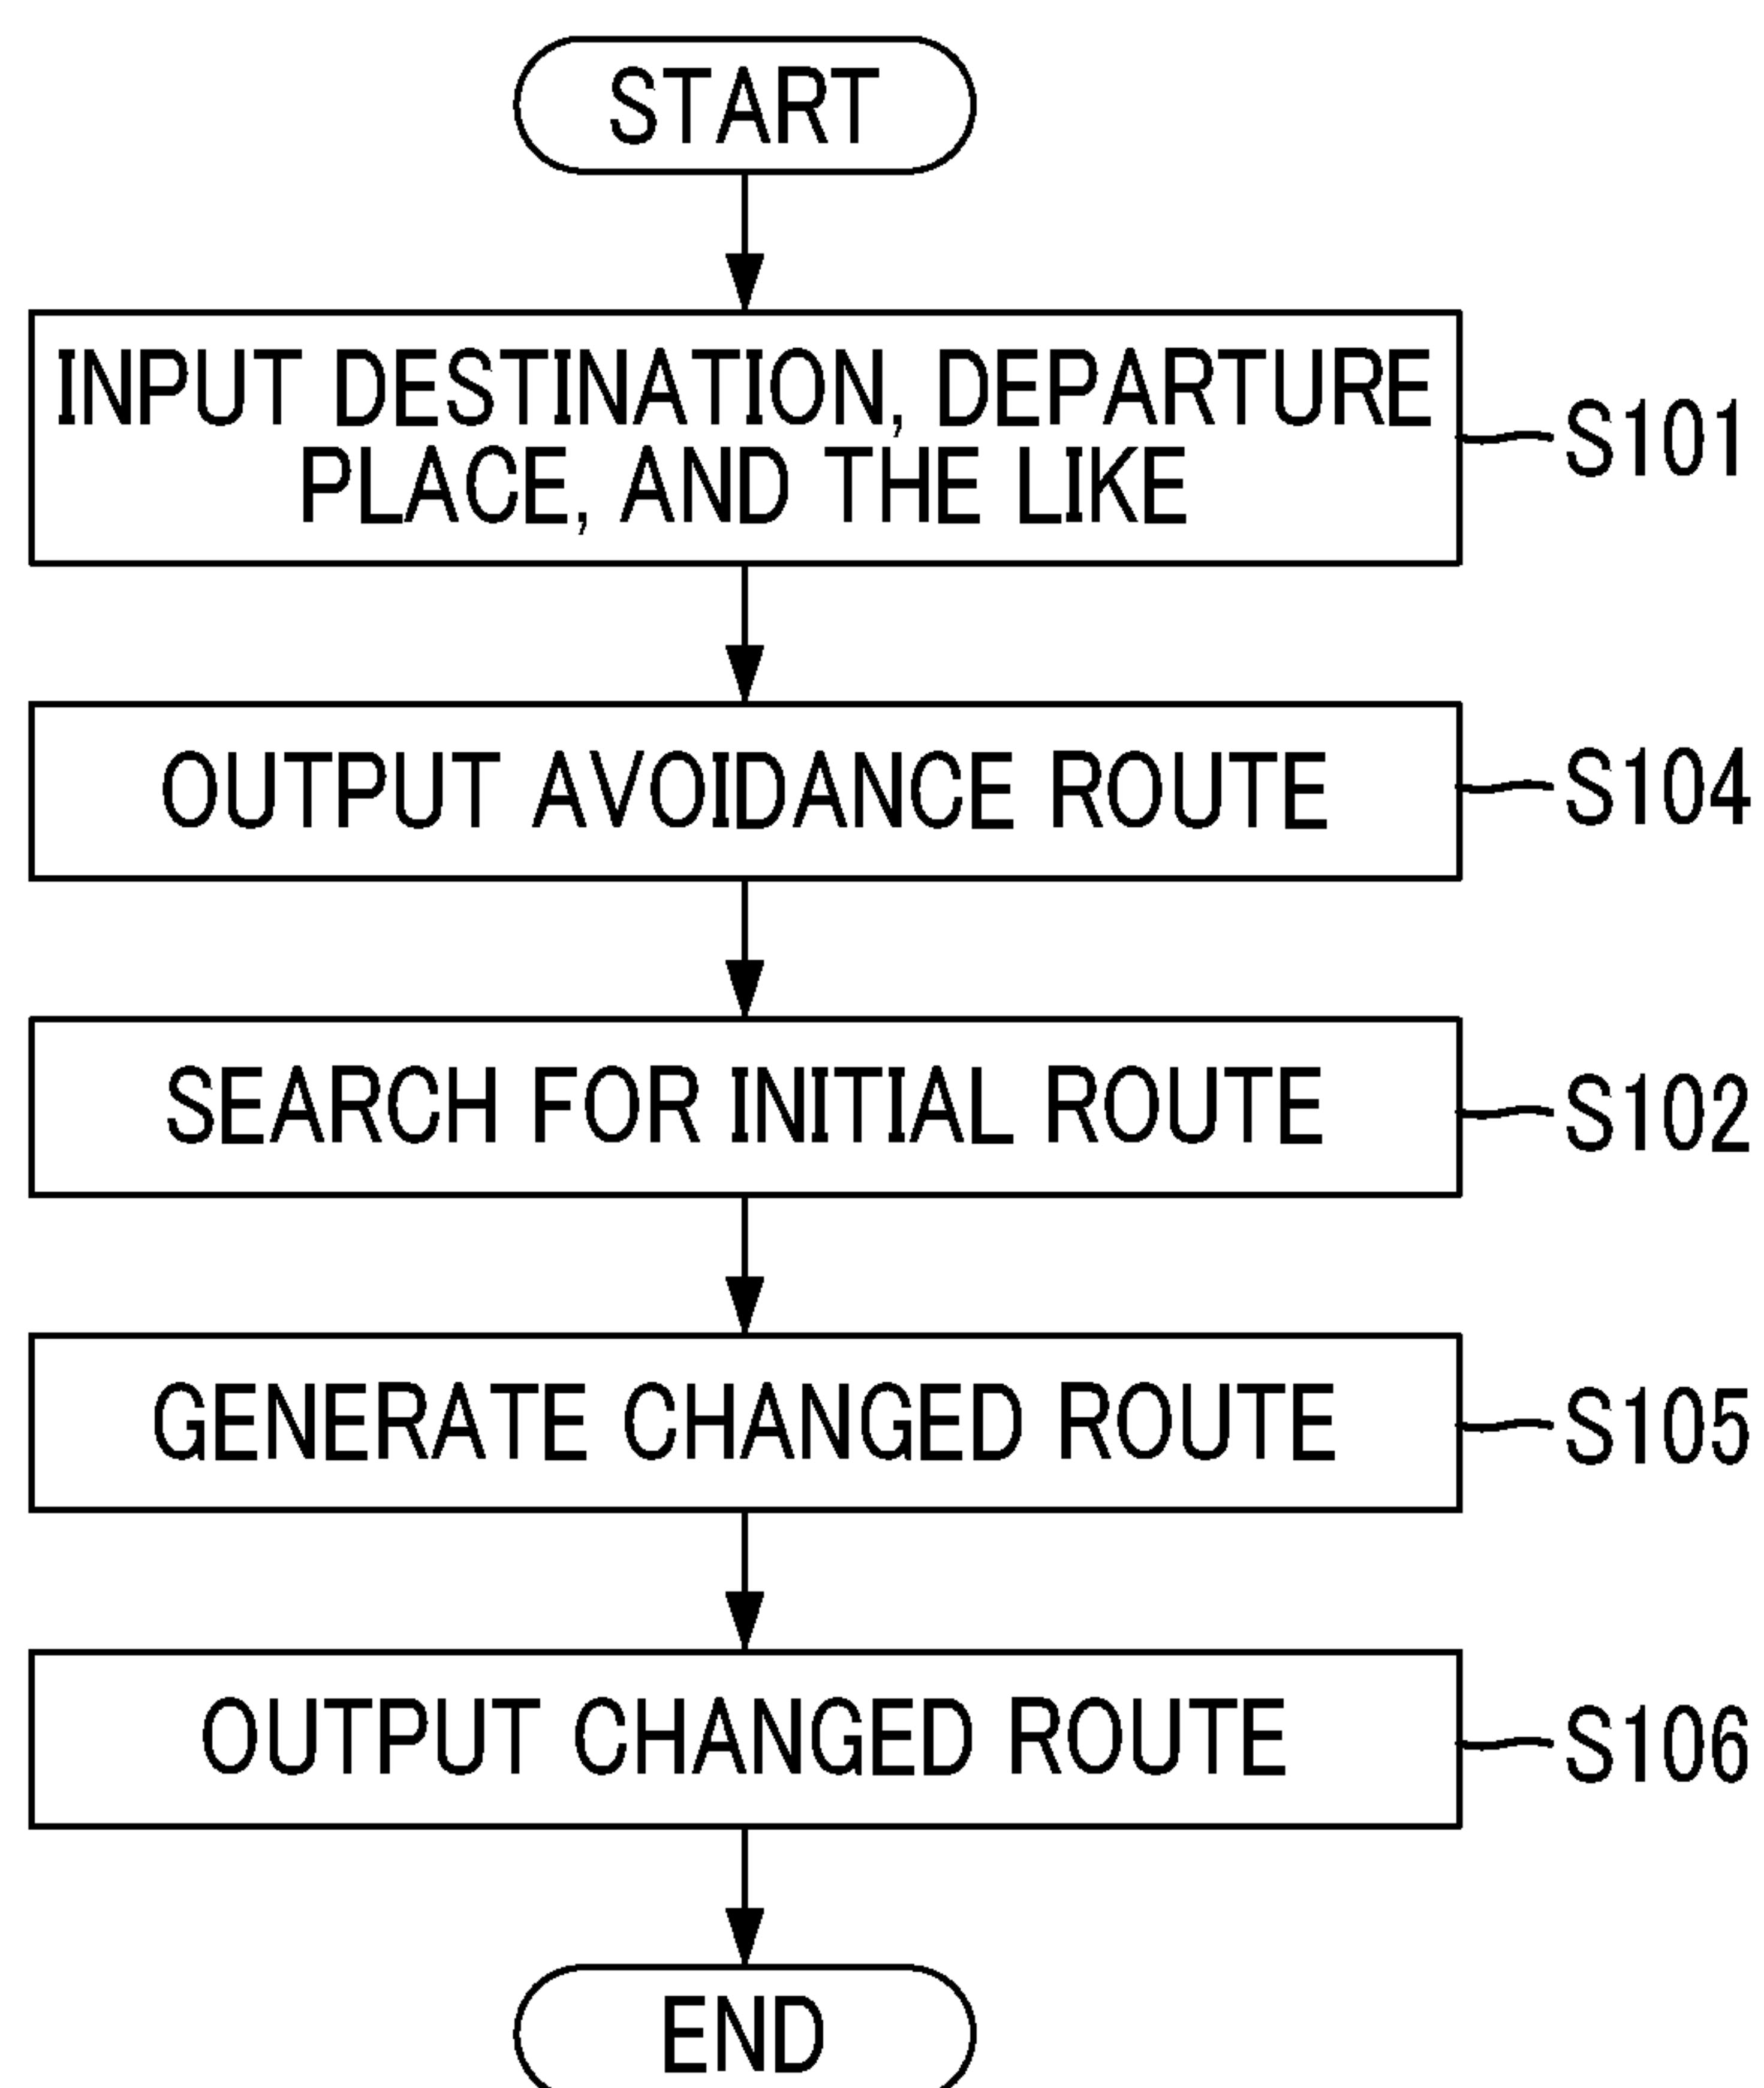 START
INPUT DESTINATION, DEPARTURE
PLACE, AND THE LIKE
S101
OUTPUT AVOIDANCE ROUTE
S104
SEARCH FOR INITIAL ROUTE
S102
GENERATE CHANGED ROUTE
S105
OUTPUT CHANGED ROUTE
S106
END